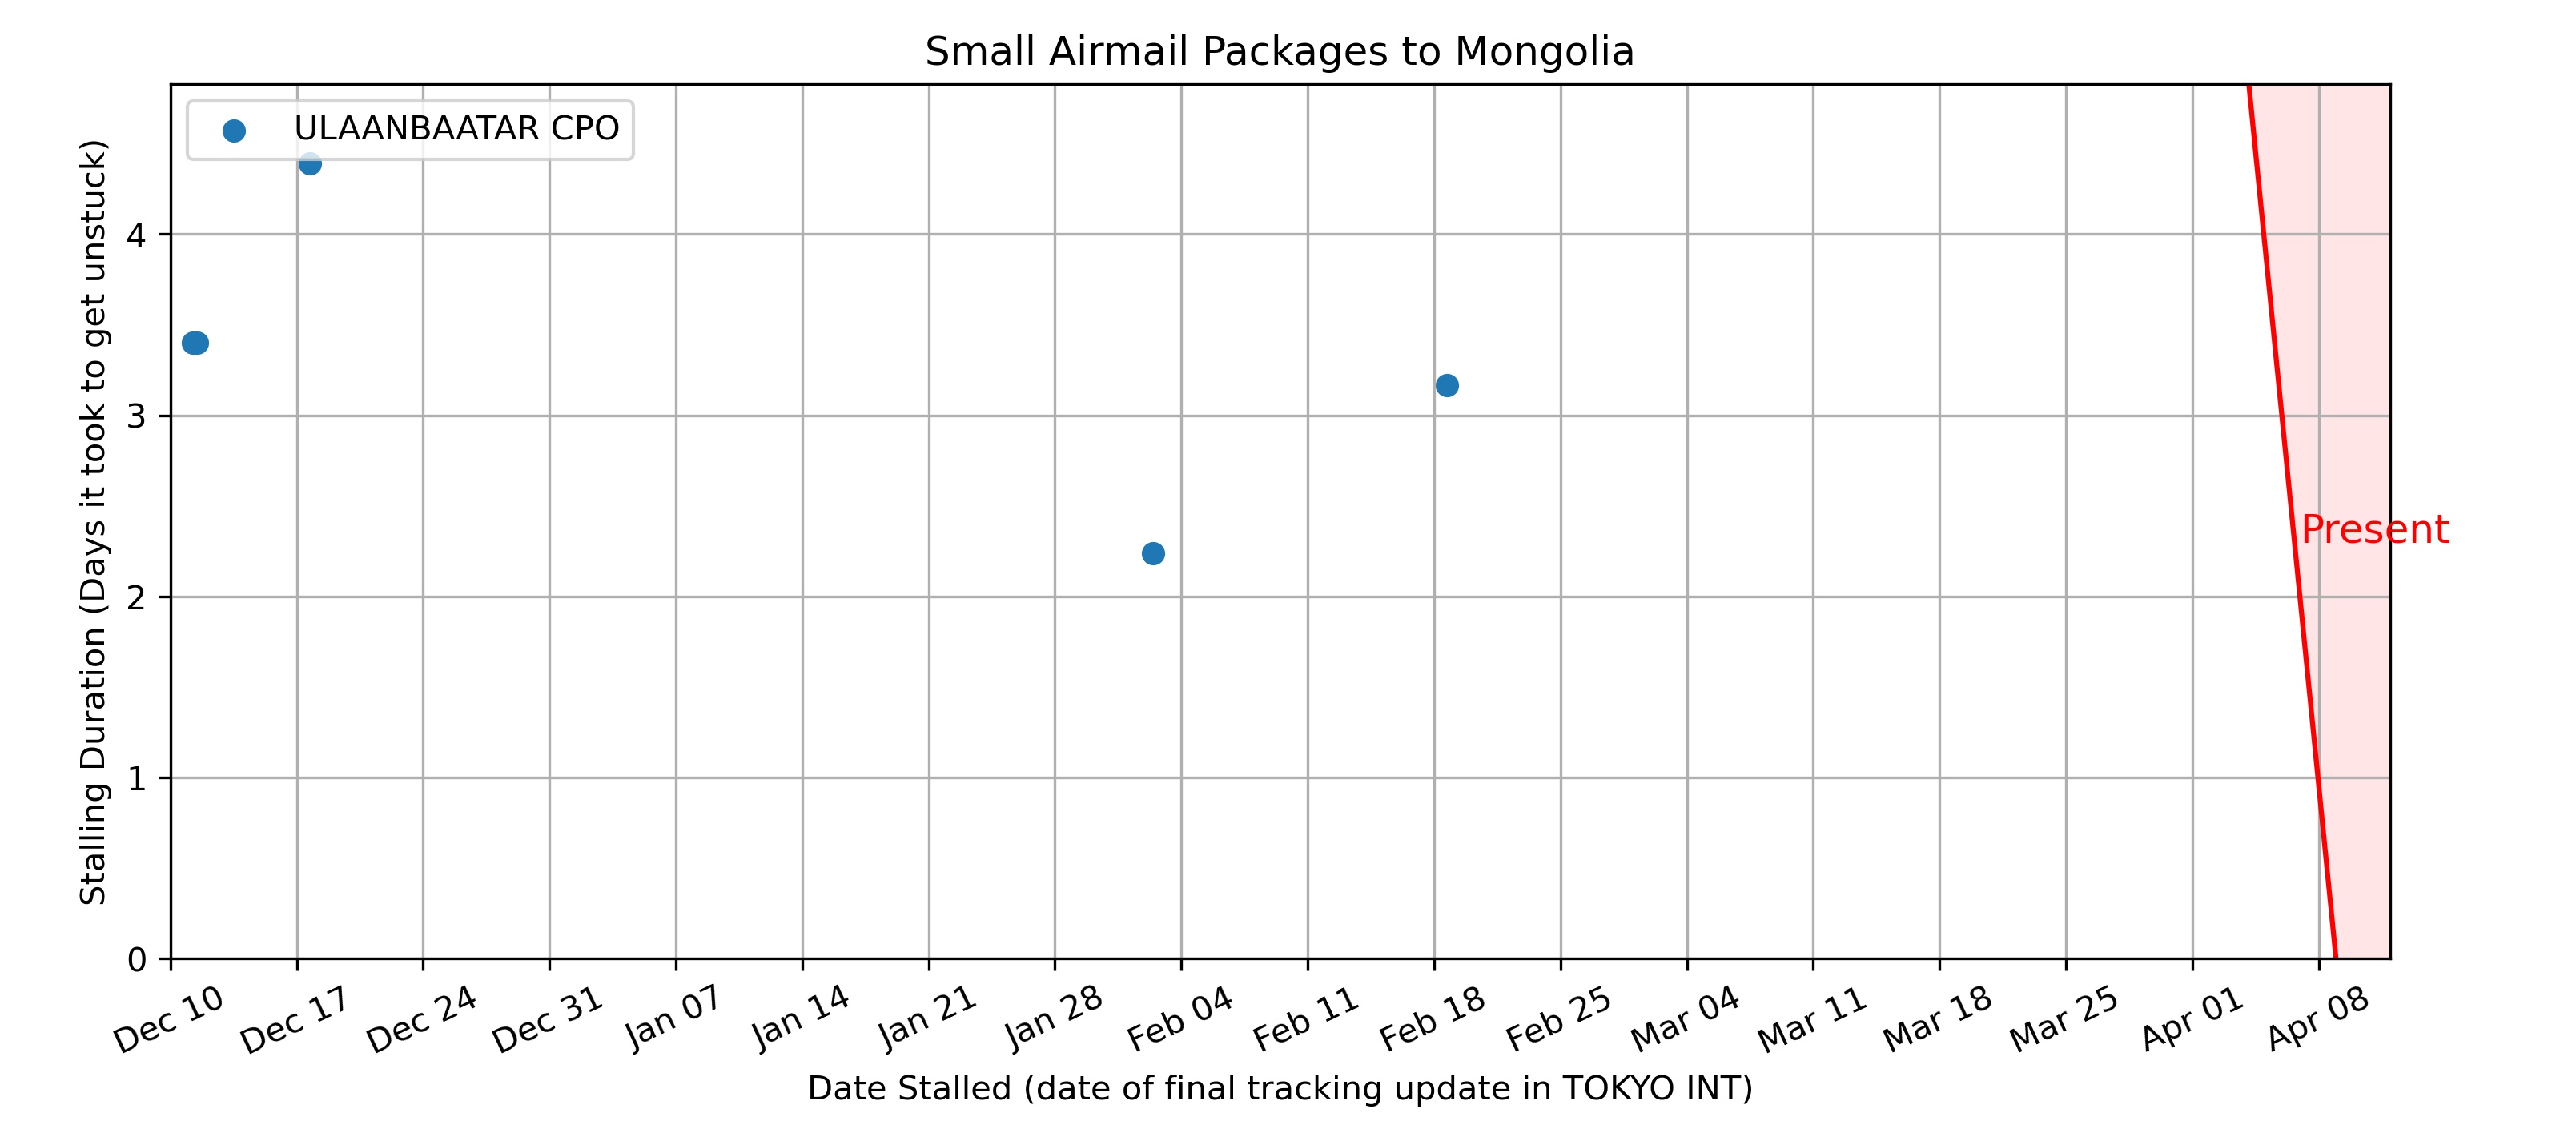 Small Airmail Packages to Mongolia
ULAANBAATAR CPO
Stalling Duration (Days it took to get unstuck)
4
3
2
1
0
Present
Dec 10
Dec 17
Dec 24
Dec 31
Jan 07
Jan 14
Jan 21
Jan 28
Feb 04
Feb 11
Feb 18
Feb 25
Mar 04
Mar 11
Mar 18
Mar 25
Apr 01
Apr 08
Date Stalled (date of final tracking update in TOKYO INT)